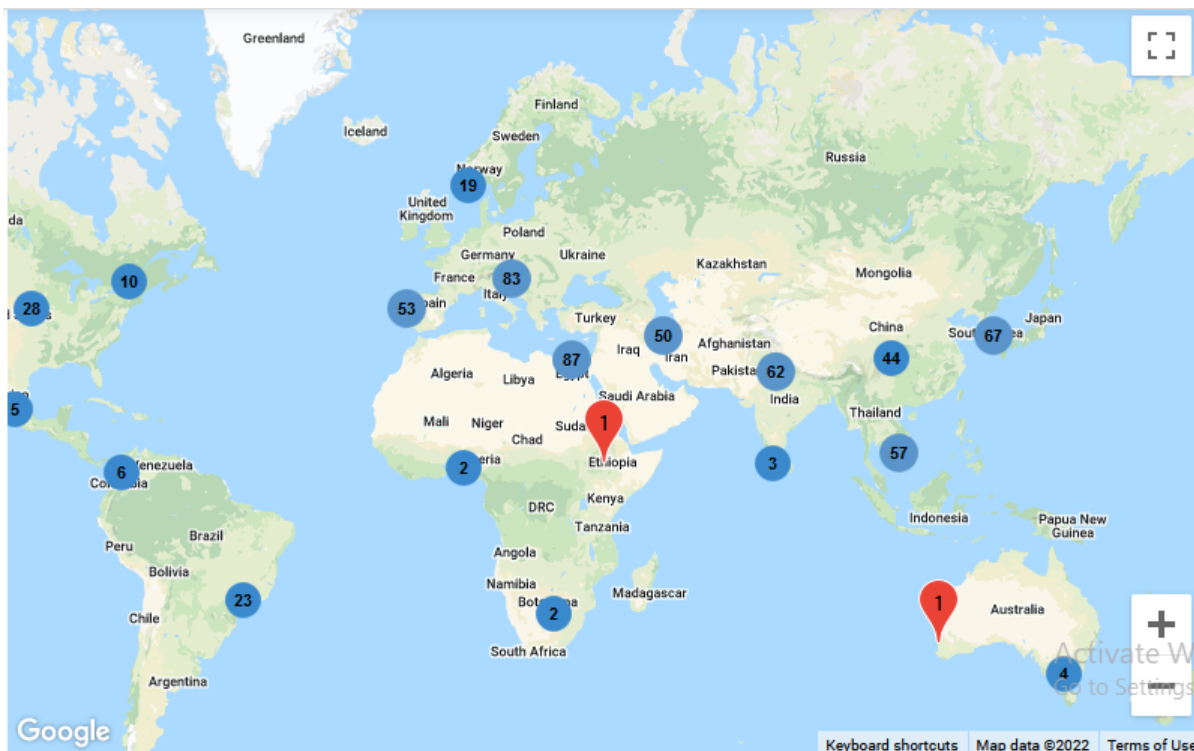 Greenland
Iceland
Finland
Sweden
Norway
19
Russia
United
Kingdom
Poland
Germany
Ukraine
France
83
Kazakhstan
Mongolia
10
28
53
Turkey
50
Iraq
Iran
Afghanistan
China
44
67
Japan
87
62
India
Algeria
Libya
Saudi Arabia
5
Mali
Niger
Chad
1
Thailand
6
2
Ethiopia
3
57
Kenya
DRC
Tanzania
Indonesia
Papua New
Guinea
Peru
Brazil
Bolivia
Angola
Namibia
Madagascar
23
Chile
2
1
Australia
South Africa
Argentina
4
Activate W
Go to Settings
Google
Keyboard shortcuts
Map data ©2022
Terms of Use